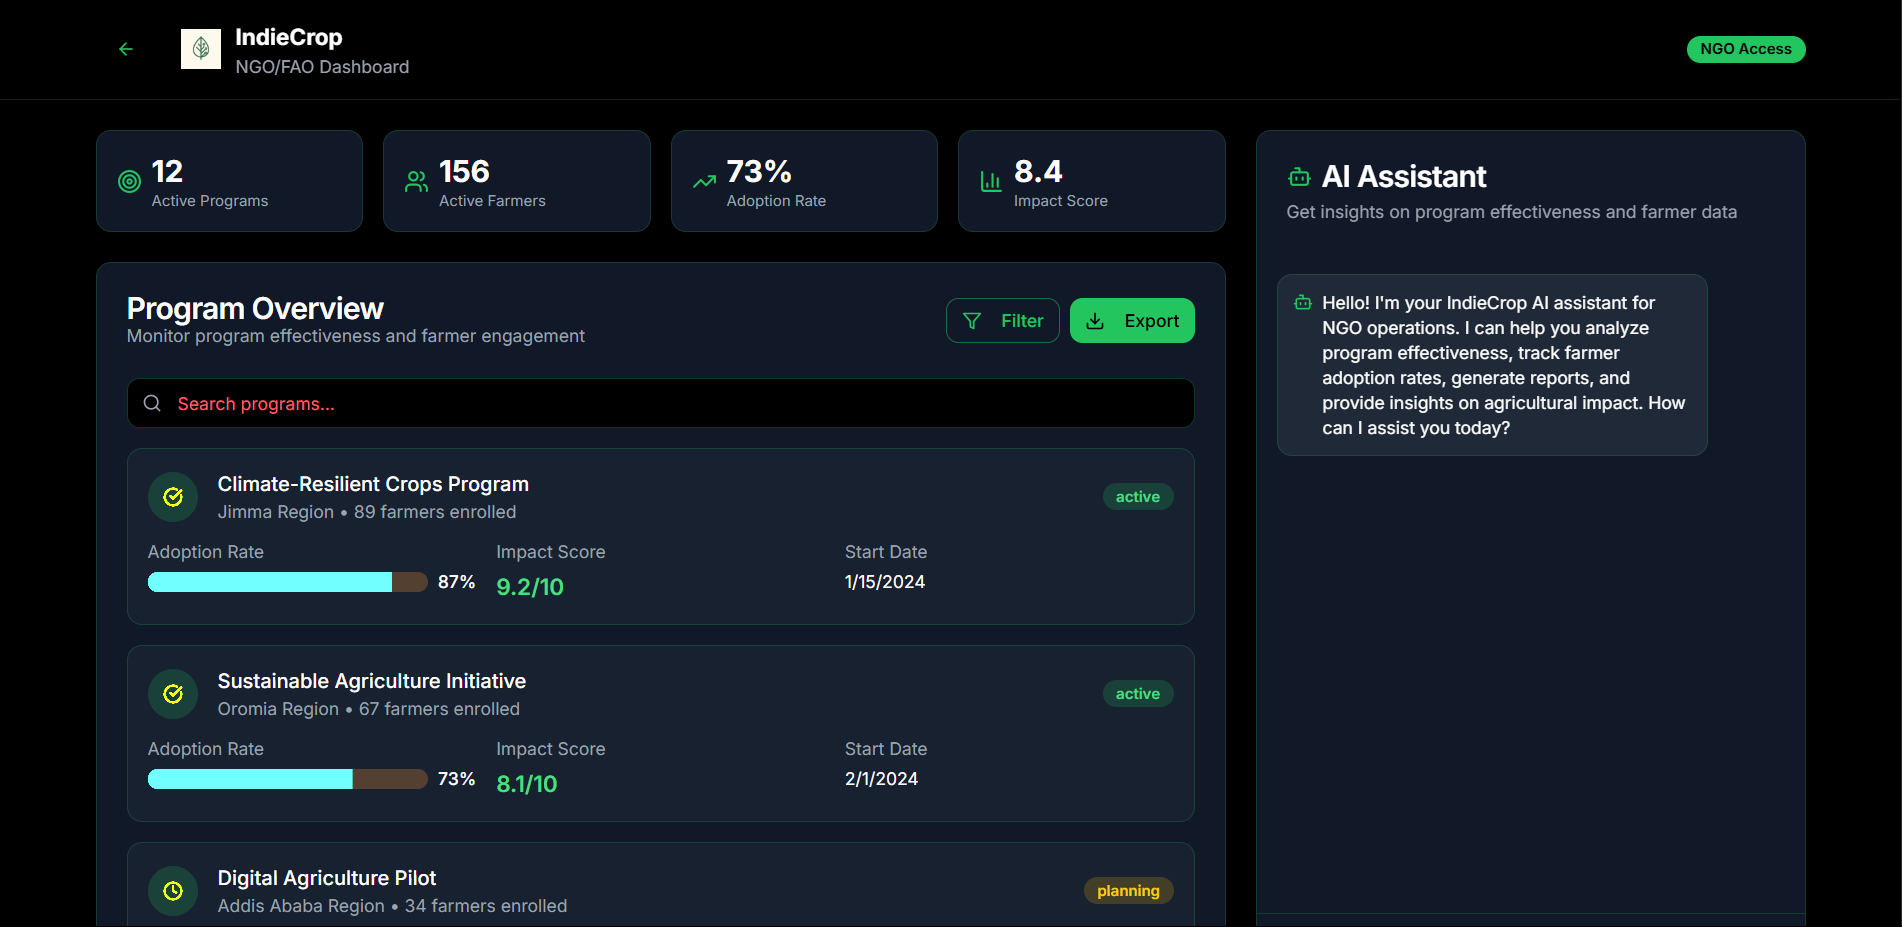 IndieCrop
NGO/FAO Dashboard
NGO Access
12
Active Programs
156
Active Farmers
73%
Adoption Rate
8.4
Impact Score
Program Overview
Monitor program effectiveness and farmer engagement
Filter
Export
Search programs...
Climate-Resilient Crops Program
Jimma Region • 89 farmers enrolled
active
Adoption Rate
87%
Impact Score
9.2/10
Start Date
1/15/2024
Sustainable Agriculture Initiative
Oromia Region • 67 farmers enrolled
active
Adoption Rate
73%
Impact Score
8.1/10
Start Date
2/1/2024
Digital Agriculture Pilot
Addis Ababa Region • 34 farmers enrolled
planning
AI Assistant
Get insights on program effectiveness and farmer data
Hello! I'm your IndieCrop AI assistant for
NGO operations. I can help you analyze
program effectiveness, track farmer
adoption rates, generate reports, and
provide insights on agricultural impact. How
can I assist you today?